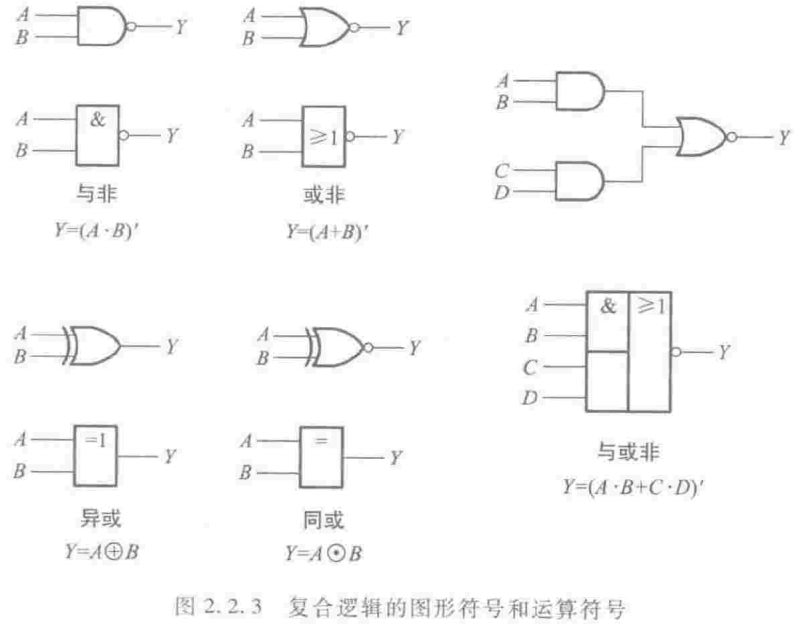 A
B
Y
A
B
Y
A
B
Y
C
D
A
&
B
Y
与非
Y=(A·B)′
A
≥1
B
Y
或非
Y=(A+B)′
A
B
Y
A
B
Y
A
=1
B
Y
异或
Y=A⊕B
A
=
B
Y
同或
Y=A⊙B
A
& ≥1
B
Y
C
D
与或非
Y=(A·B+C·D)′
图 2.2.3 复合逻辑的图形符号和运算符号